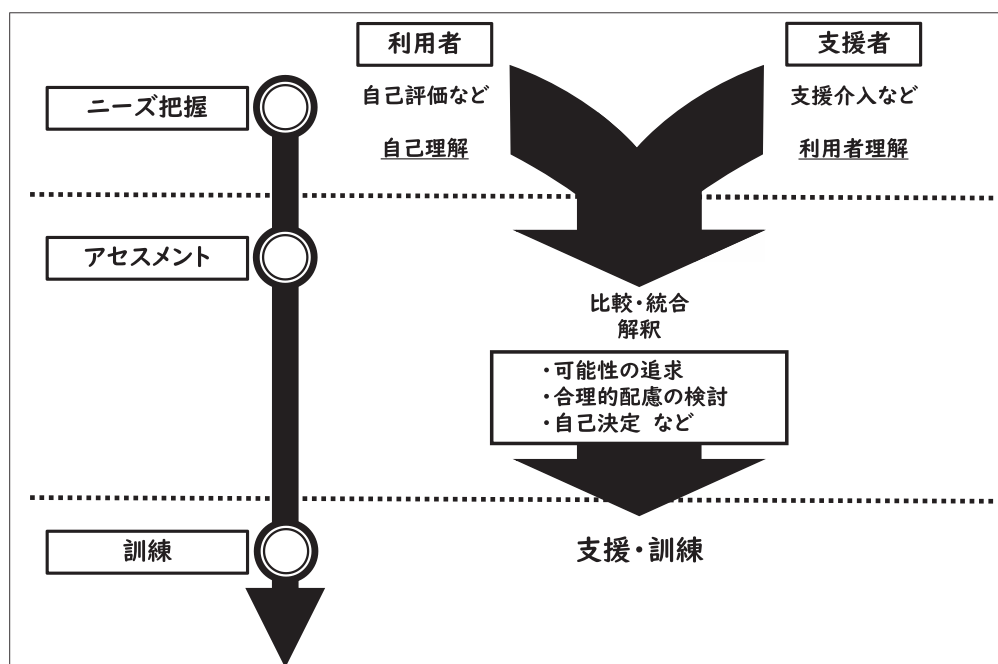 利用者
支援者
ニーズ把握
自己評価など
支援介入など
自己理解
利用者理解
アセスメント
比較・統合
解釈
・可能性の追求
・合理的配慮の検討
・自己決定 など
訓練
支援・訓練